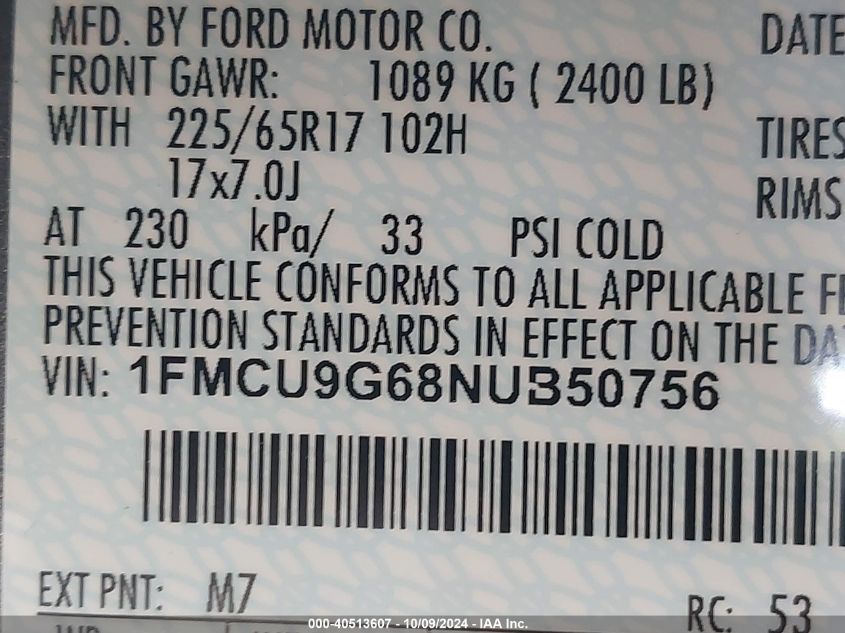 MFD. BY FORD MOTOR CO. DATE
FRONT GAWR: 1089 KG ( 2400 LB)
WITH 225/65R17 102H TIRES
17x7.0J RIMS
AT 230 kPa/ 33 PSI COLD
THIS VEHICLE CONFORMS TO ALL APPLICABLE FE
PREVENTION STANDARDS IN EFFECT ON THE DA
VIN: 1FMCU9G68NUB50756
EXT PNT: M7 RC: 53
000-40513607 - 10/09/2024 - IAA Inc.